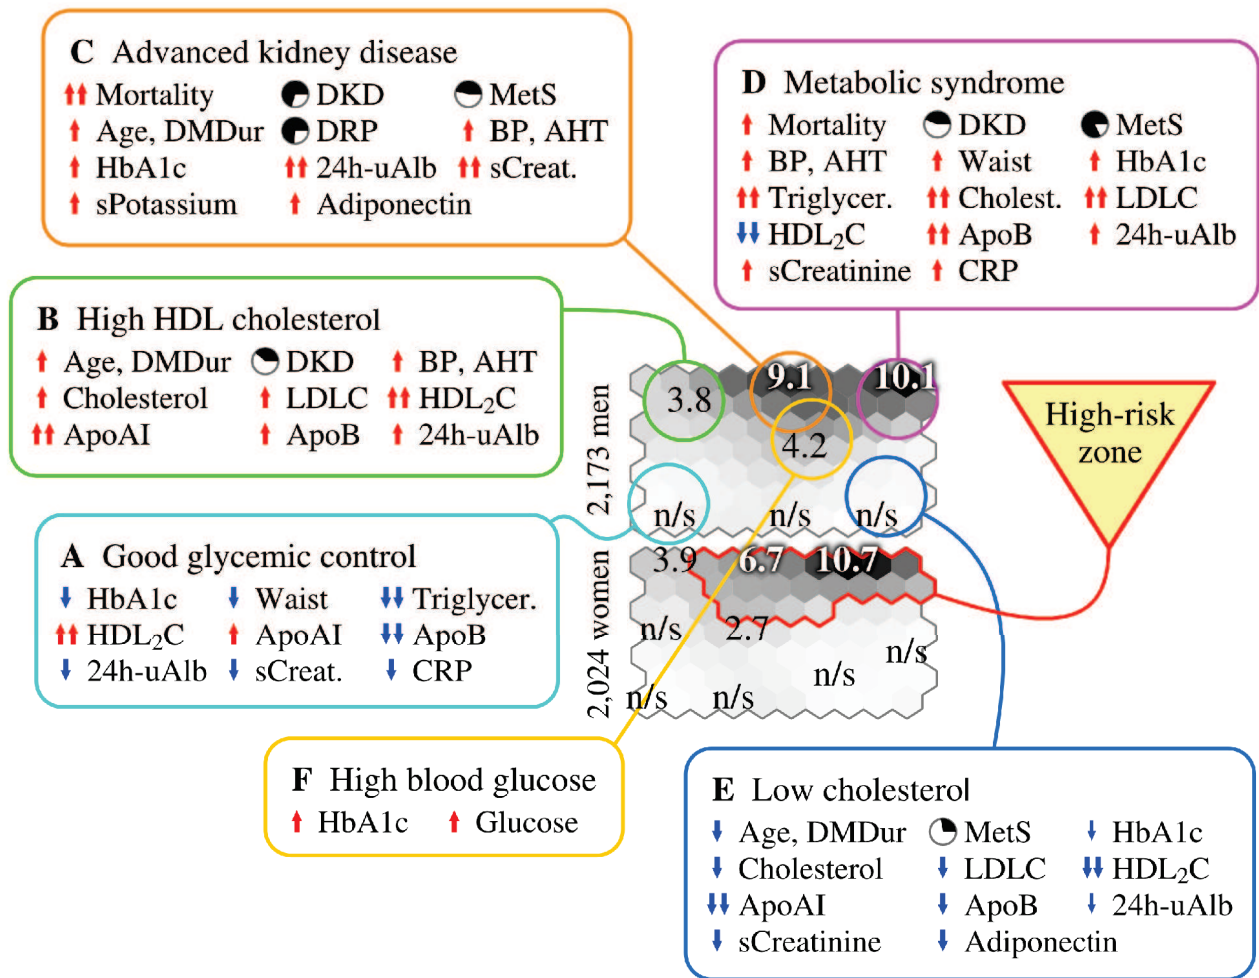 C Advanced kidney disease
↑↑ Mortality DKD MetS
↑ Age, DMDur DRP ↑ BP, AHT
↑ HbA1c ↑↑ 24h-uAlb ↑↑ sCreat.
↑ sPotassium ↑ Adiponectin
D Metabolic syndrome
↑ Mortality DKD MetS
↑ BP, AHT ↑ Waist ↑ HbA1c
↑↑ Triglycer. ↑↑ Cholest. ↑↑ LDLC
↓↓ HDL₂C ↑↑ ApoB ↑ 24h-uAlb
↑ sCreatinine ↑ CRP
B High HDL cholesterol
↑ Age, DMDur DKD ↑ BP, AHT
↑ Cholesterol ↑ LDLC ↑↑ HDL₂C
↑↑ ApoAI ↑ ApoB ↑ 24h-uAlb
2,173 men
3.8 9.1 10.1
4.2
n/s n/s n/s
High-risk
zone
A Good glycemic control
↓ HbA1c ↓ Waist ↓↓ Triglycer.
↑↑ HDL₂C ↑ ApoAI ↓↓ ApoB
↓ 24h-uAlb ↓ sCreat. ↓ CRP
2,024 women
3.9 6.7 10.7
n/s 2.7
n/s
n/s
n/s n/s
F High blood glucose
↑ HbA1c ↑ Glucose
E Low cholesterol
↓ Age, DMDur MetS ↓ HbA1c
↓ Cholesterol ↓ LDLC ↓↓ HDL₂C
↓↓ ApoAI ↓ ApoB ↓ 24h-uAlb
↓ sCreatinine ↓ Adiponectin